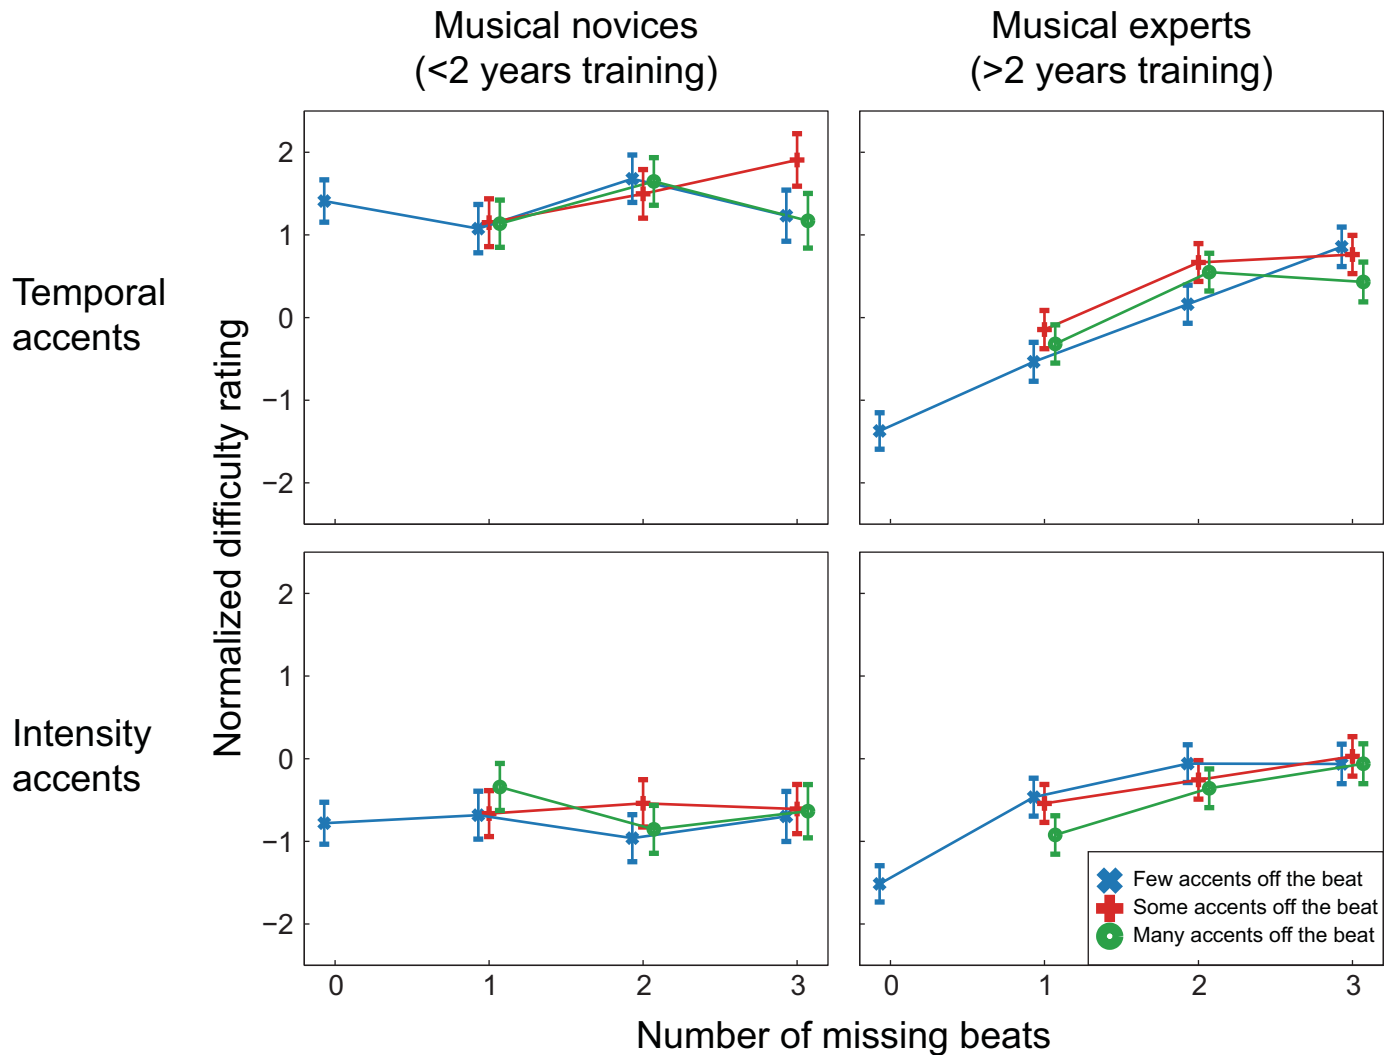 Musical novices
(<2 years training)
Musical experts
(>2 years training)
Temporal
accents
Intensity
accents
Normalized difficulty rating
2
1
0
−1
−2
2
1
0
−1
−2
0
1
2
3
0
1
2
3
Number of missing beats
Few accents off the beat
Some accents off the beat
Many accents off the beat